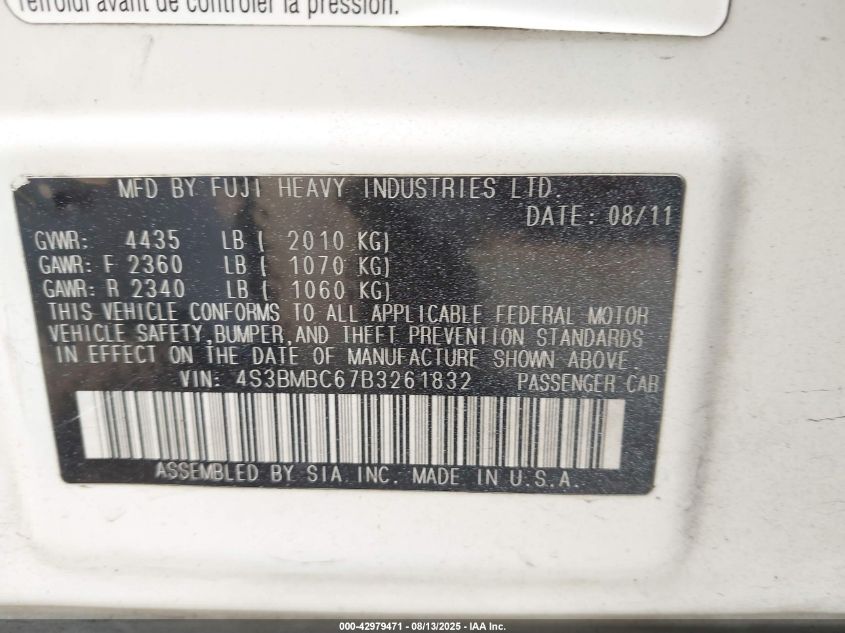 refroidi avant de contrôler la pression.
MFD BY FUJI HEAVY INDUSTRIES LTD.
DATE: 08/11
GVWR: 4435 LB ( 2010 KG)
GAWR: F 2360 LB ( 1070 KG)
GAWR: R 2340 LB ( 1060 KG)
THIS VEHICLE CONFORMS TO ALL APPLICABLE FEDERAL MOTOR
VEHICLE SAFETY,BUMPER,AND THEFT PREVENTION STANDARDS
IN EFFECT ON THE DATE OF MANUFACTURE SHOWN ABOVE
VIN: 4S3BMBC67B3261832 PASSENGER CAR
ASSEMBLED BY SIA INC. MADE IN U.S.A.
000-42979471 - 08/13/2025 - IAA Inc.